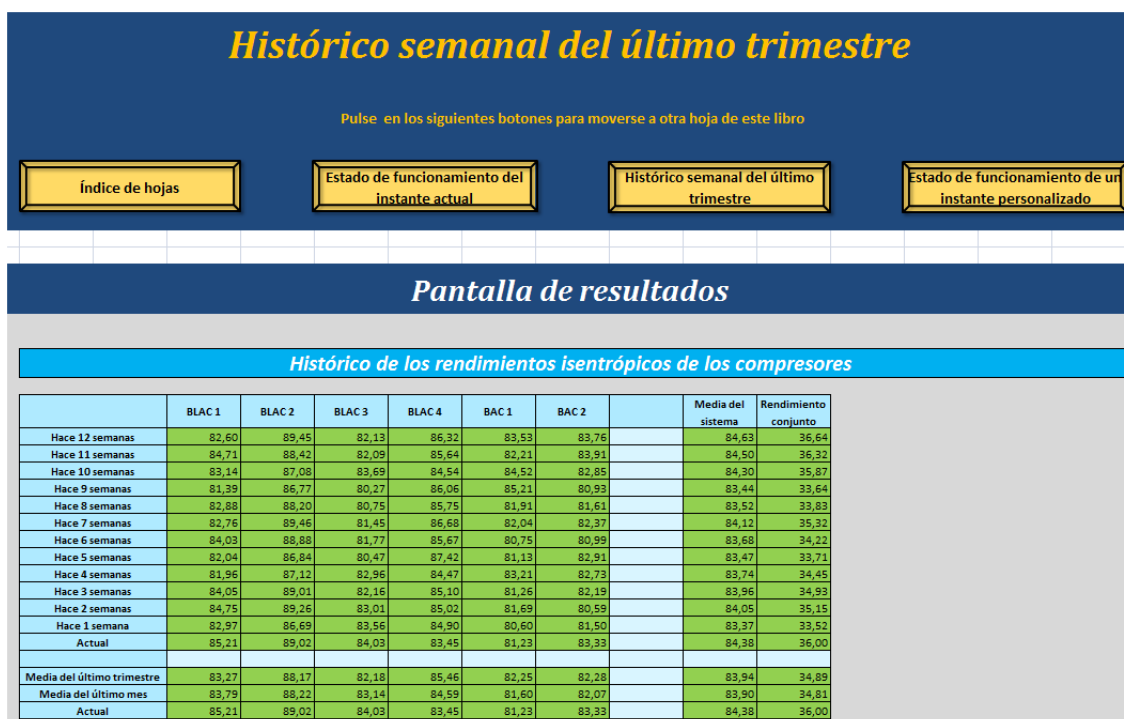 Histórico semanal del último trimestre
Pulse en los siguientes botones para moverse a otra hoja de este libro
Índice de hojas
Estado de funcionamiento del
instante actual
Histórico semanal del último
trimestre
Estado de funcionamiento de un
instante personalizado
Pantalla de resultados
Histórico de los rendimientos isentrópicos de los compresores
BLAC 1 BLAC 2 BLAC 3 BLAC 4 BAC 1 BAC 2 Media del sistema Rendimiento conjunto
Hace 12 semanas 82,60 89,45 82,13 86,32 83,53 83,76 84,63 36,64
Hace 11 semanas 84,71 88,42 82,09 85,64 82,21 83,91 84,50 36,32
Hace 10 semanas 83,14 87,08 83,69 84,54 84,52 82,85 84,30 35,87
Hace 9 semanas 81,39 86,77 80,27 86,06 85,21 80,93 83,44 33,64
Hace 8 semanas 82,88 88,20 80,75 85,75 81,91 81,61 83,52 33,83
Hace 7 semanas 82,76 89,46 81,45 86,68 82,04 82,37 84,12 35,32
Hace 6 semanas 84,03 88,88 81,77 85,67 80,75 80,99 83,68 34,22
Hace 5 semanas 82,04 86,84 80,47 87,42 81,13 82,91 83,47 33,71
Hace 4 semanas 81,96 87,12 82,96 84,47 83,21 82,73 83,74 34,45
Hace 3 semanas 84,05 89,01 82,16 85,10 81,26 82,19 83,96 34,93
Hace 2 semanas 84,75 89,26 83,01 85,02 81,69 80,59 84,05 35,15
Hace 1 semana 82,97 86,69 83,56 84,90 80,60 81,50 83,37 33,52
Actual 85,21 89,02 84,03 83,45 81,23 83,33 84,38 36,00
Media del último trimestre 83,27 88,17 82,18 85,46 82,25 82,28 83,94 34,89
Media del último mes 83,79 88,22 83,14 84,59 81,60 82,07 83,90 34,81
Actual 85,21 89,02 84,03 83,45 81,23 83,33 84,38 36,00